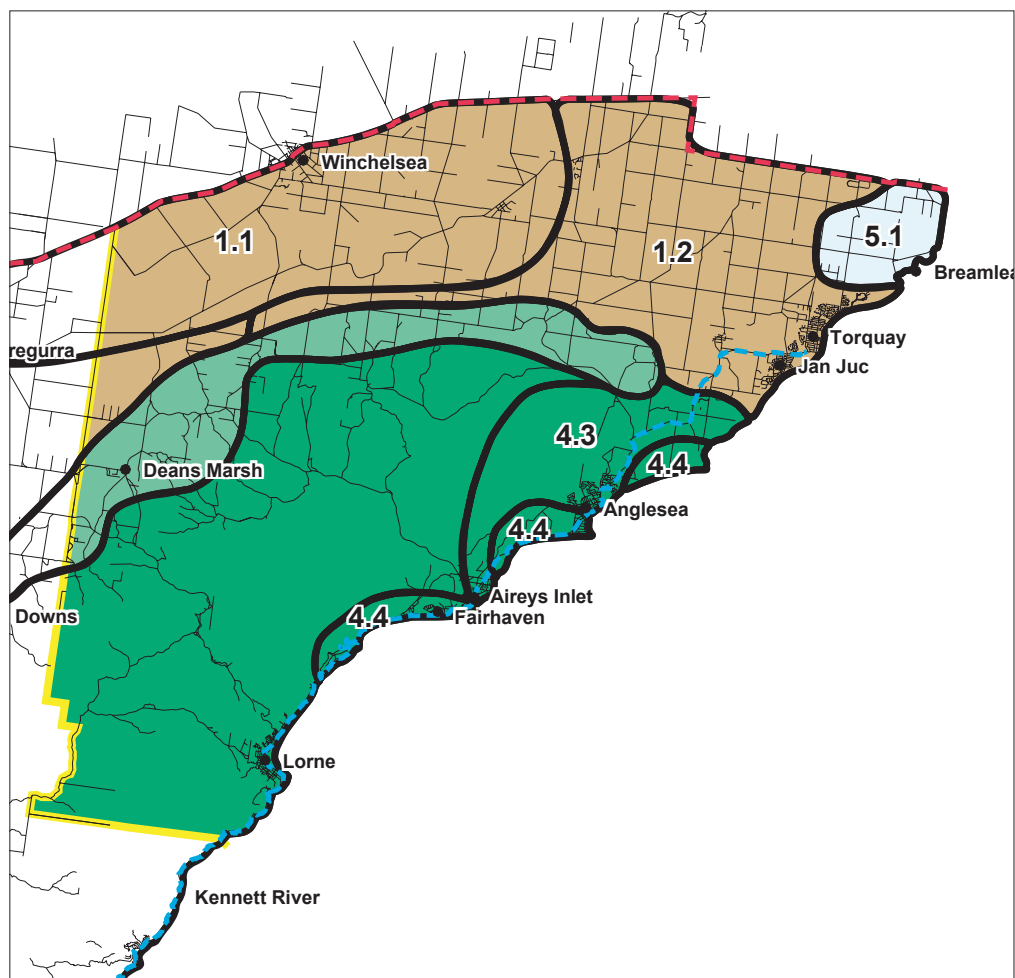 Winchelsea
1.1
1.2
5.1
Breamlea
Torquay
regurra
Jan Juc
4.3
4.4
Deans Marsh
Anglesea
4.4
Aireys Inlet
Downs
4.4
Fairhaven
Lorne
Kennett River